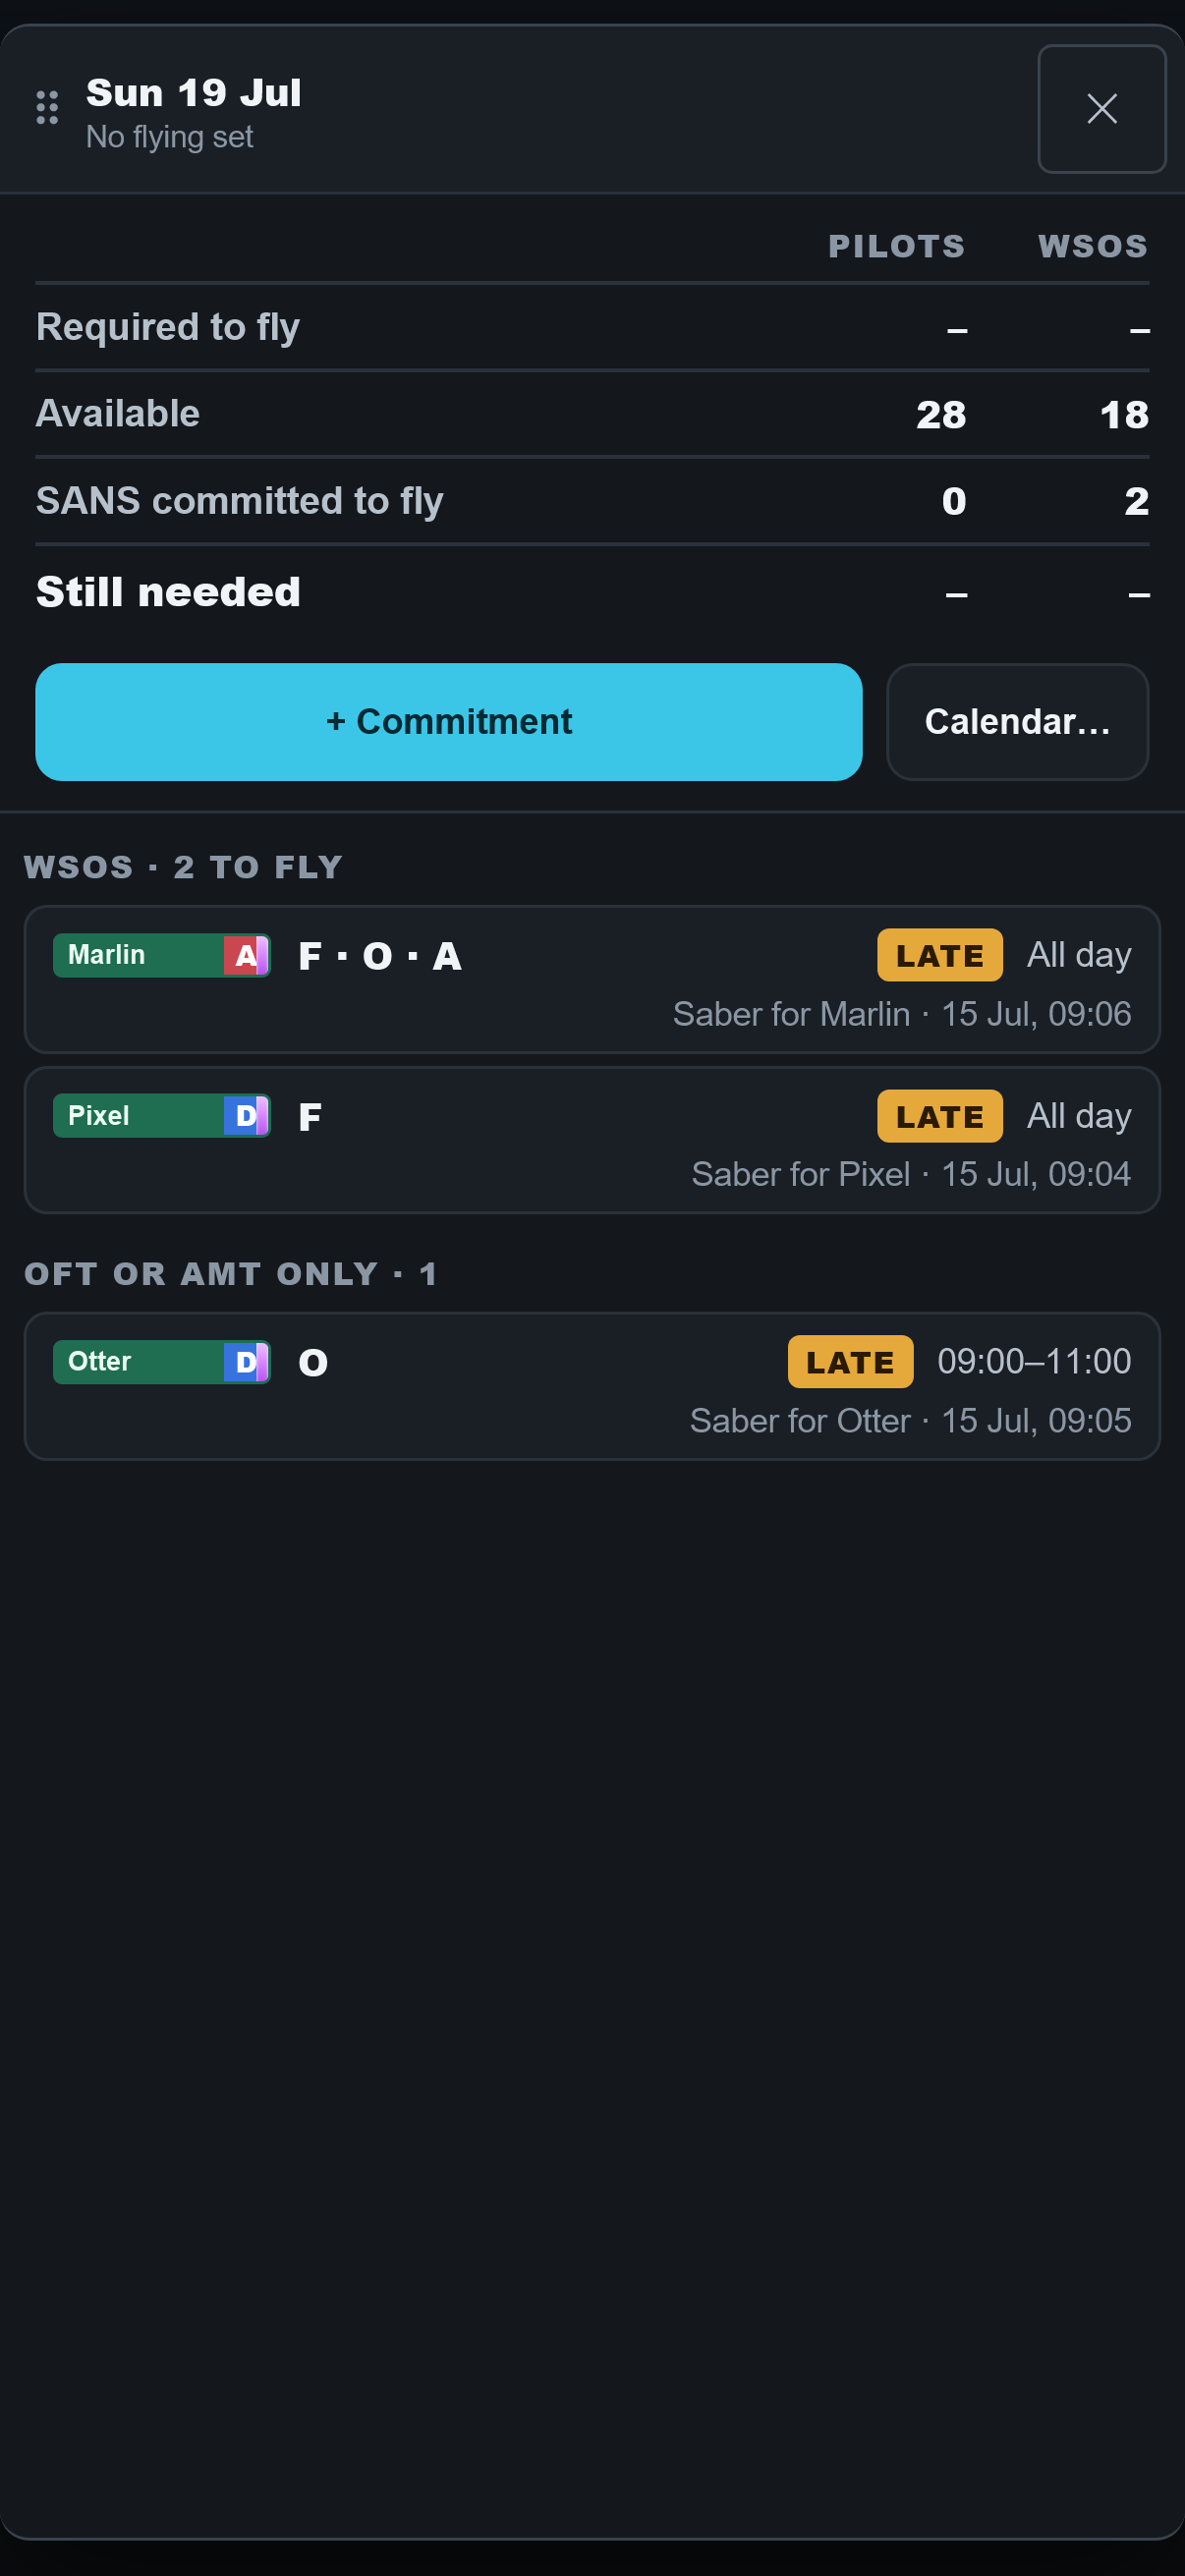 Sun 19 Jul
No flying set
PILOTS WSOS
Required to fly – –
Available 28 18
SANS committed to fly 0 2
Still needed – –
+ Commitment Calendar...
WSOS · 2 TO FLY
Marlin A F · O · A LATE All day
Saber for Marlin · 15 Jul, 09:06
Pixel D F LATE All day
Saber for Pixel · 15 Jul, 09:04
OFT OR AMT ONLY · 1
Otter D O LATE 09:00–11:00
Saber for Otter · 15 Jul, 09:05